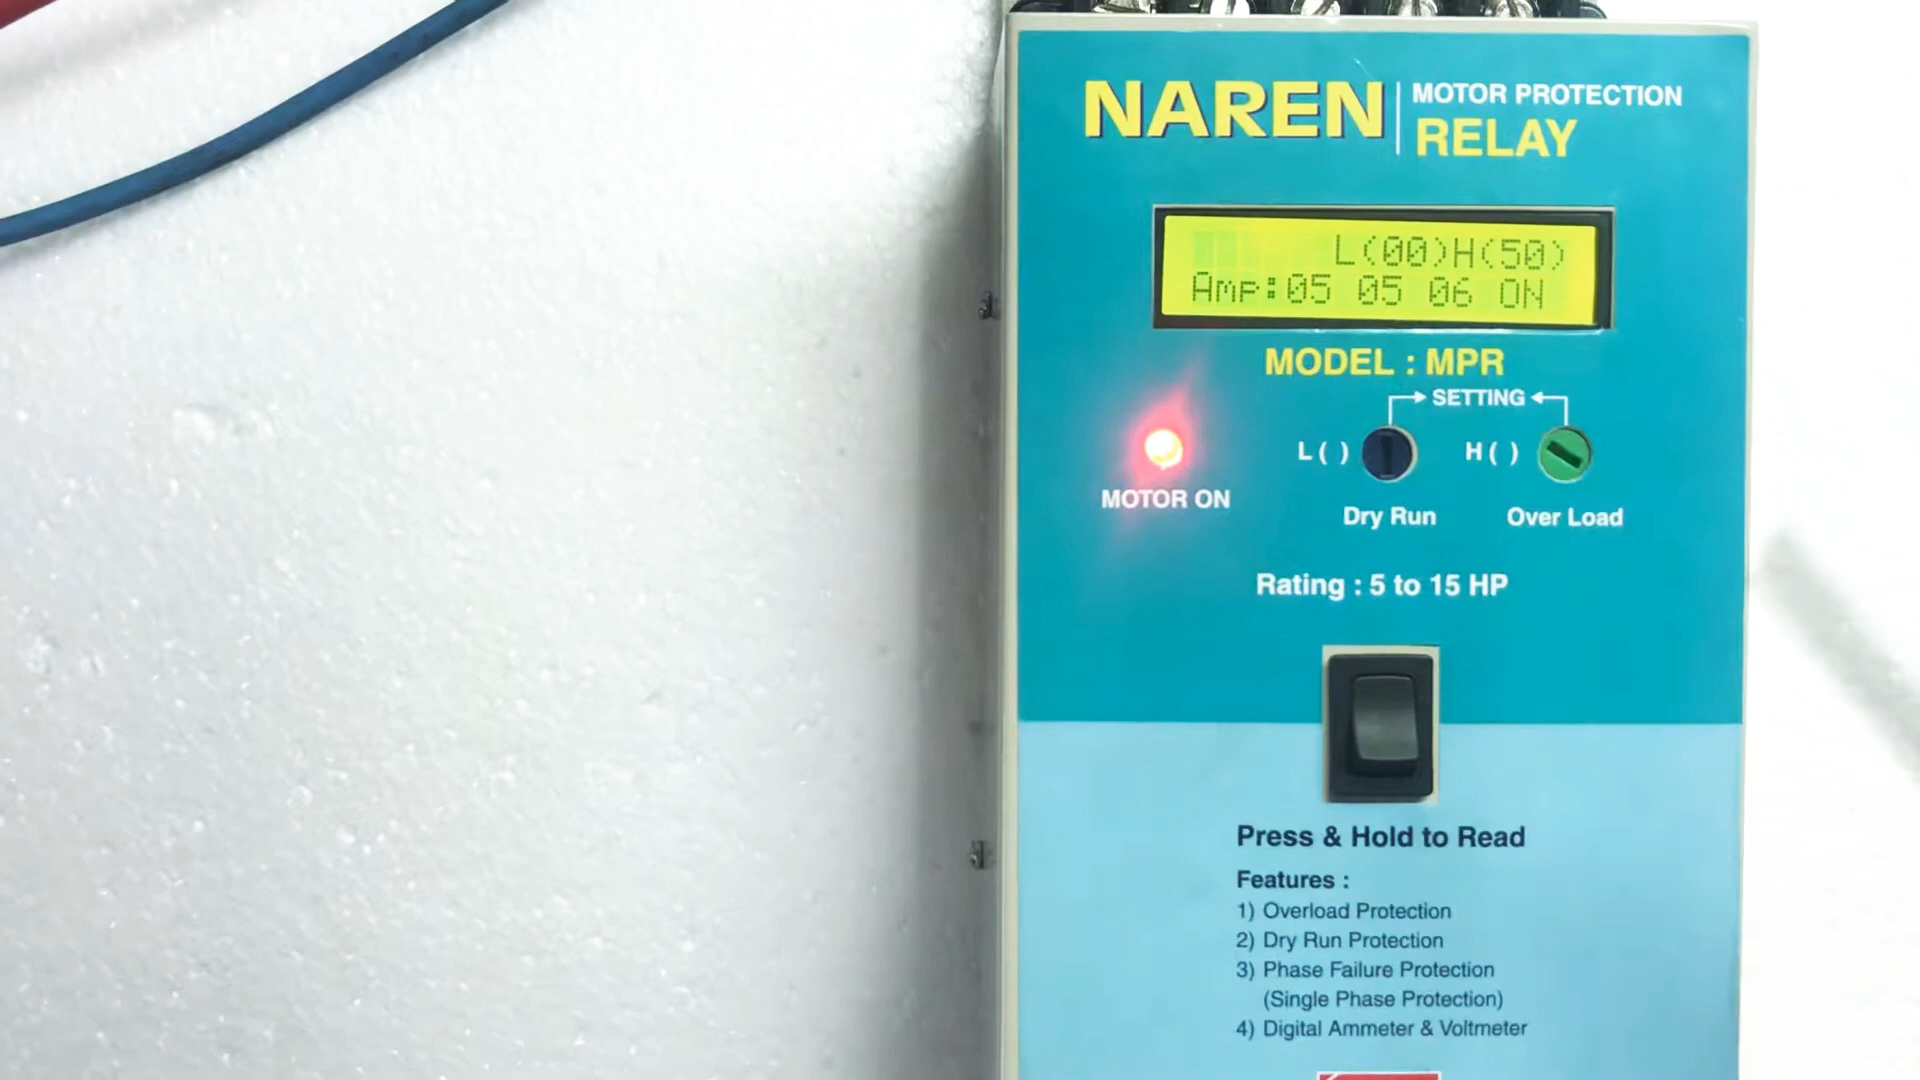 NAREN
MOTOR PROTECTION
RELAY
L(00)H(50)
Amp:05 05 06 ON
MODEL : MPR
SETTING
L ( )
H ( )
MOTOR ON
Dry Run
Over Load
Rating : 5 to 15 HP
Press & Hold to Read
Features :
1) Overload Protection
2) Dry Run Protection
3) Phase Failure Protection
(Single Phase Protection)
4) Digital Ammeter & Voltmeter